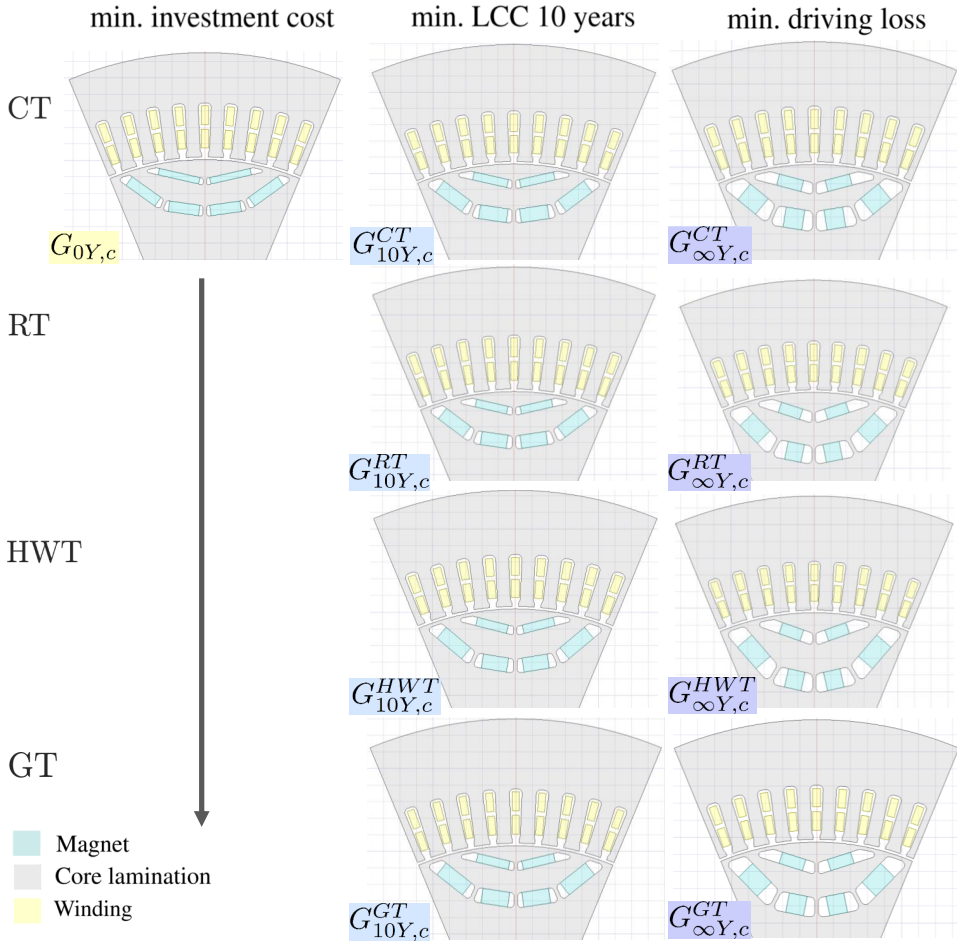 min. investment cost
min. LCC 10 years
min. driving loss
CT
G_{0Y,c}
G^{CT}_{10Y,c}
G^{CT}_{∞Y,c}
RT
G^{RT}_{10Y,c}
G^{RT}_{∞Y,c}
HWT
G^{HWT}_{10Y,c}
G^{HWT}_{∞Y,c}
GT
G^{GT}_{10Y,c}
G^{GT}_{∞Y,c}
Magnet
Core lamination
Winding